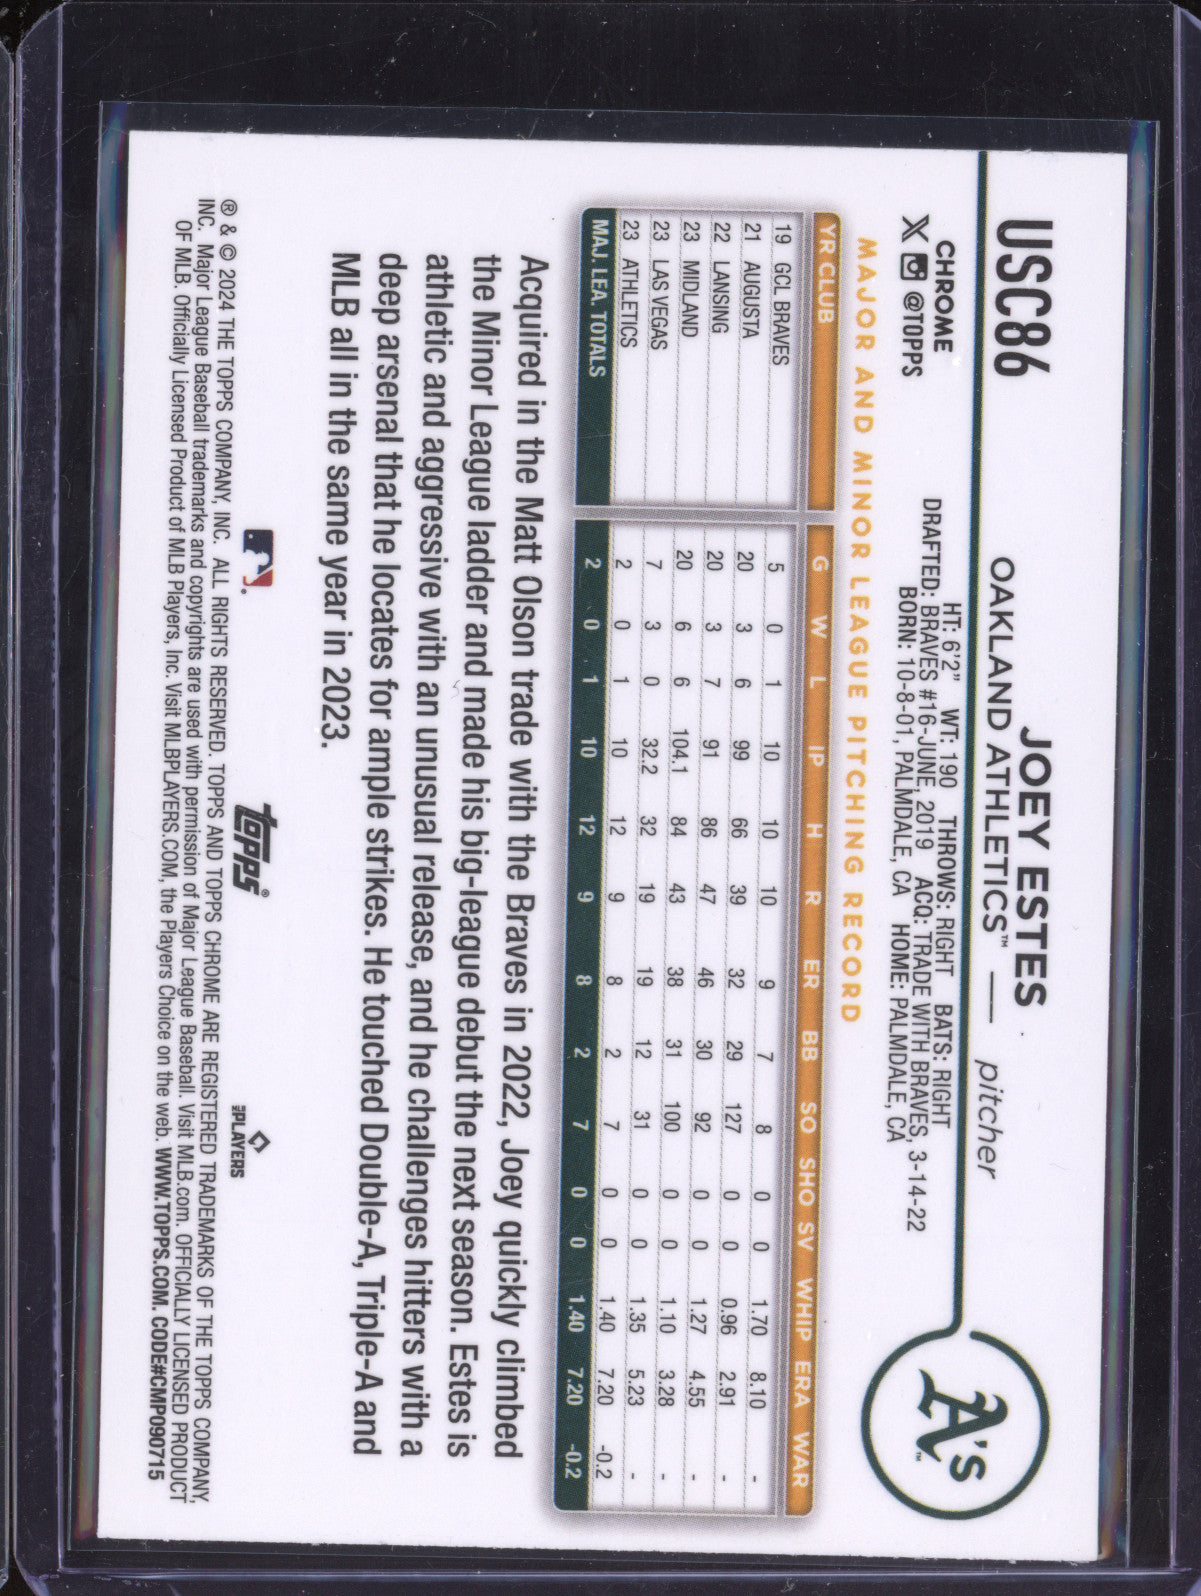 USC86
JOEY ESTES
OAKLAND ATHLETICS™ — pitcher
A's™
CHROME
@TOPPS
HT: 6'2" WT: 190 THROWS: RIGHT BATS: RIGHT
DRAFTED: BRAVES #16-JUNE, 2019 ACQ: TRADE WITH BRAVES, 3-14-22
BORN: 10-8-01, PALMDALE, CA HOME: PALMDALE, CA
MAJOR AND MINOR LEAGUE PITCHING RECORD
YR CLUB G W L IP H R ER BB SO SHO SV WHIP ERA WAR
19 GCL BRAVES 5 0 1 10 10 10 9 7 8 0 0 1.70 8.10 -
21 AUGUSTA 20 3 6 99 66 39 32 29 127 0 0 0.96 2.91 -
22 LANSING 20 3 7 91 86 47 46 30 92 0 0 1.27 4.55 -
23 MIDLAND 20 6 6 104.1 84 43 38 31 100 0 0 1.10 3.28 -
23 LAS VEGAS 7 3 0 32.2 32 19 19 12 31 0 0 1.35 5.23 -
23 ATHLETICS 2 0 1 10 12 9 8 2 7 0 0 1.40 7.20 -0.2
MAJ. LEA. TOTALS 2 0 1 10 12 9 8 2 7 0 0 1.40 7.20 -0.2
Acquired in the Matt Olson trade with the Braves in 2022, Joey quickly climbed
the Minor League ladder and made his big-league debut the next season. Estes is
athletic and aggressive with an unusual release, and he challenges hitters with a
deep arsenal that he locates for ample strikes. He touched Double-A, Triple-A and
MLB all in the same year in 2023.
topps®
PLAYERS
® & © 2024 THE TOPPS COMPANY, INC. ALL RIGHTS RESERVED. TOPPS AND TOPPS CHROME ARE REGISTERED TRADEMARKS OF THE TOPPS COMPANY,
INC. Major League Baseball trademarks and copyrights are used with permission of Major League Baseball. Visit MLB.com. OFFICIALLY LICENSED PRODUCT
OF MLB. Officially Licensed Product of MLB Players, Inc. Visit MLBPLAYERS.COM, the Players Choice on the web. WWW.TOPPS.COM. CODE#CMP090715